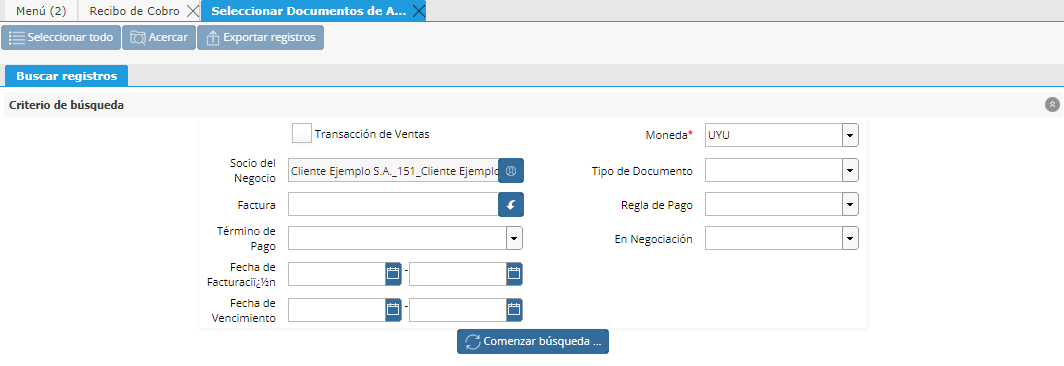 Menú (2)
Recibo de Cobro
Seleccionar Documentos de A...
Seleccionar todo
Acercar
Exportar registros
Buscar registros
Criterio de búsqueda
Transacción de Ventas
Moneda*
UYU
Socio del
Negocio
Cliente Ejemplo S.A._151_Cliente Ejemplo
Tipo de Documento
Factura
Regla de Pago
Término de
Pago
En Negociación
Fecha de
Facturaciï¿½n
-
Fecha de
Vencimiento
-
Comenzar búsqueda ...